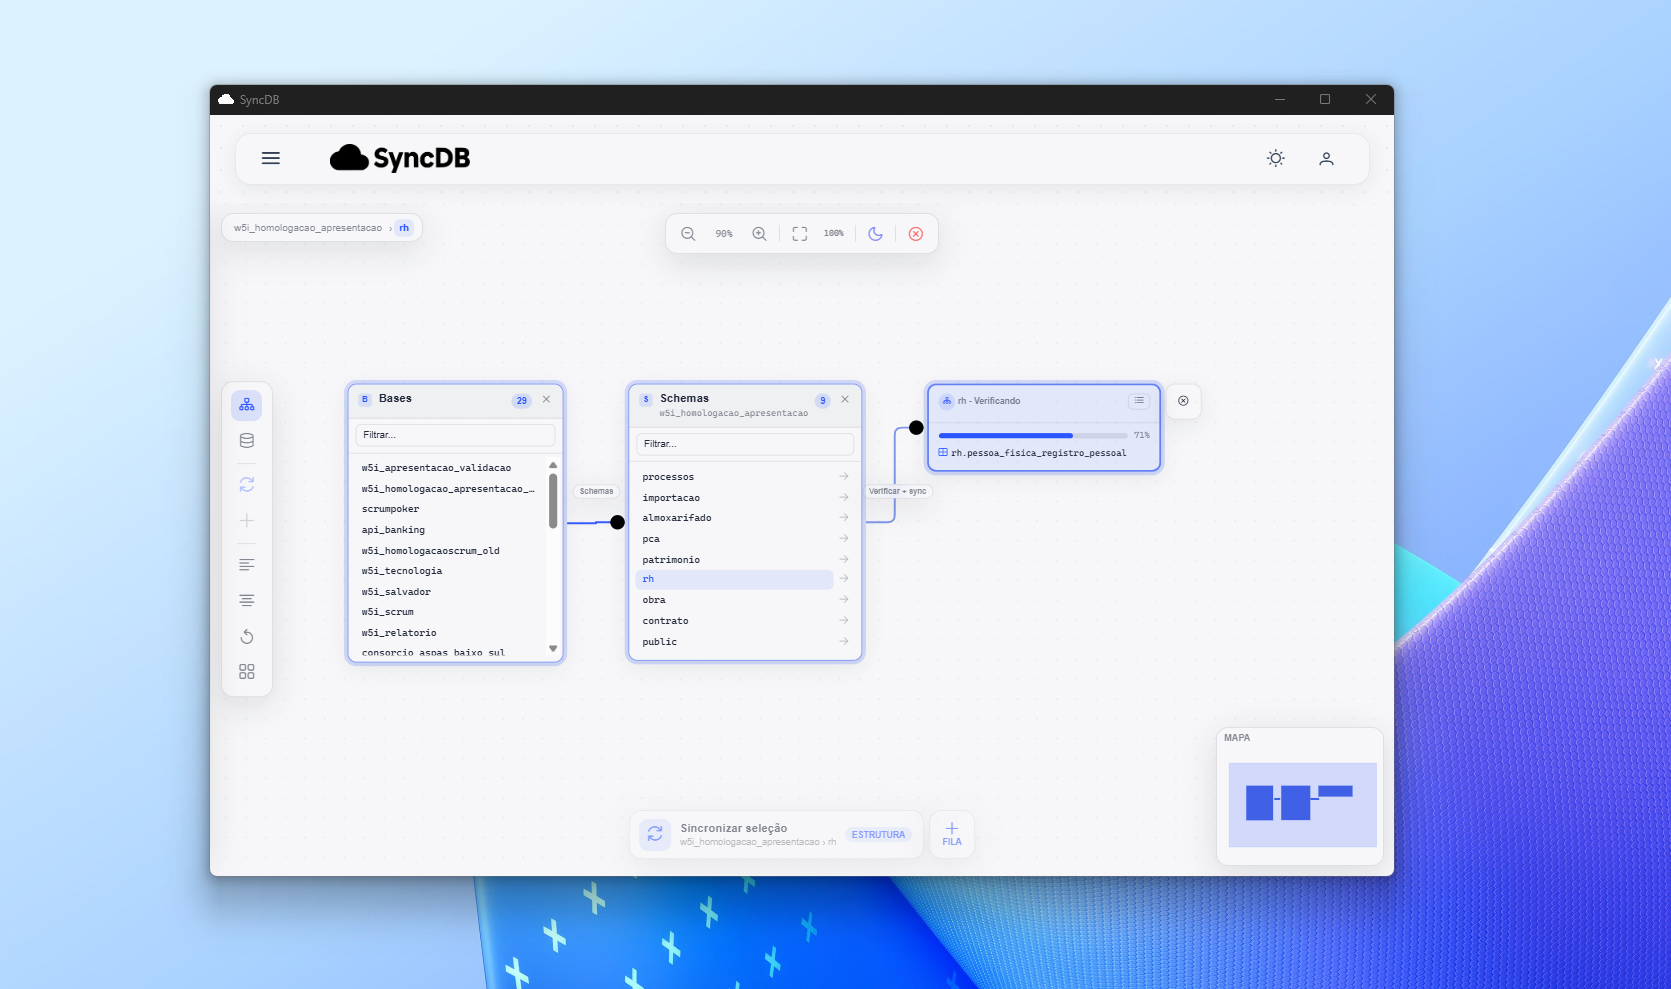 SyncDB
SyncDB
w5i_homologacao_apresentacao › rh
90%
100%
B Bases 29
Filtrar...
w5i_apresentacao_validacao
w5i_homologacao_apresentacao_…
scrumpoker
api_banking
w5i_homologacaoscrum_old
w5i_tecnologia
w5i_salvador
w5i_scrum
w5i_relatorio
consorcio_aspas_baixo_sul
Schemas
S Schemas 9
w5i_homologacao_apresentacao
Filtrar...
processos
importacao
almoxarifado
pca
patrimonio
rh
obra
contrato
public
Verificar + sync
rh - Verificando
71%
rh.pessoa_fisica_registro_pessoal
MAPA
Sincronizar seleção
w5i_homologacao_apresentacao › rh
ESTRUTURA
FILA